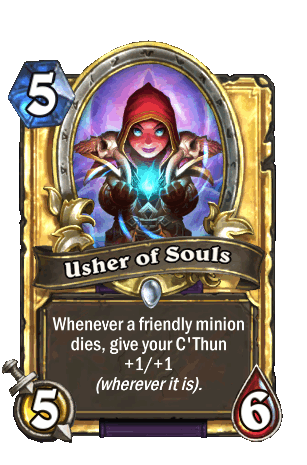 5
Usher of Souls
Whenever a friendly minion
dies, give your C'Thun
+1/+1
(wherever it is).
5
6